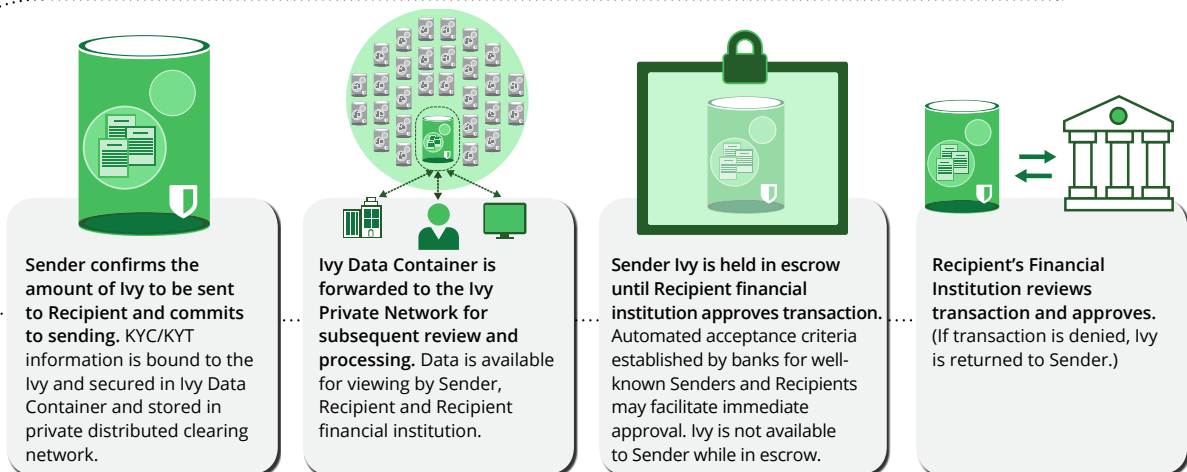 Sender confirms the
amount of Ivy to be sent
to Recipient and commits
to sending. KYC/KYT
information is bound to the
Ivy and secured in Ivy Data
Container and stored in
private distributed clearing
network.
Ivy Data Container is
forwarded to the Ivy
Private Network for
subsequent review and
processing. Data is available
for viewing by Sender,
Recipient and Recipient
financial institution.
Sender Ivy is held in escrow
until Recipient financial
institution approves transaction.
Automated acceptance criteria
established by banks for well-
known Senders and Recipients
may facilitate immediate
approval. Ivy is not available
to Sender while in escrow.
Recipient’s Financial
Institution reviews
transaction and approves.
(If transaction is denied, Ivy
is returned to Sender.)